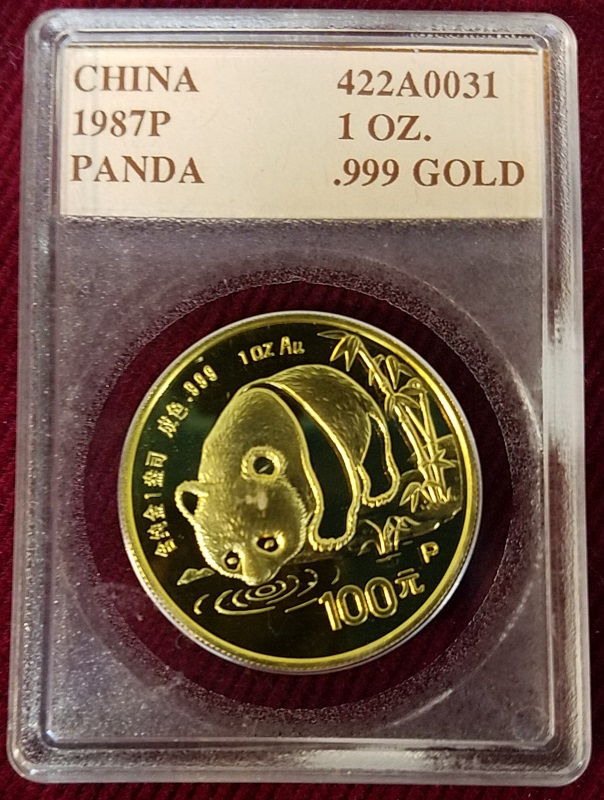 CHINA 422A0031
1987P 1 OZ.
PANDA .999 GOLD
含纯金1盎司 成色.999 1 OZ Au
100元 P